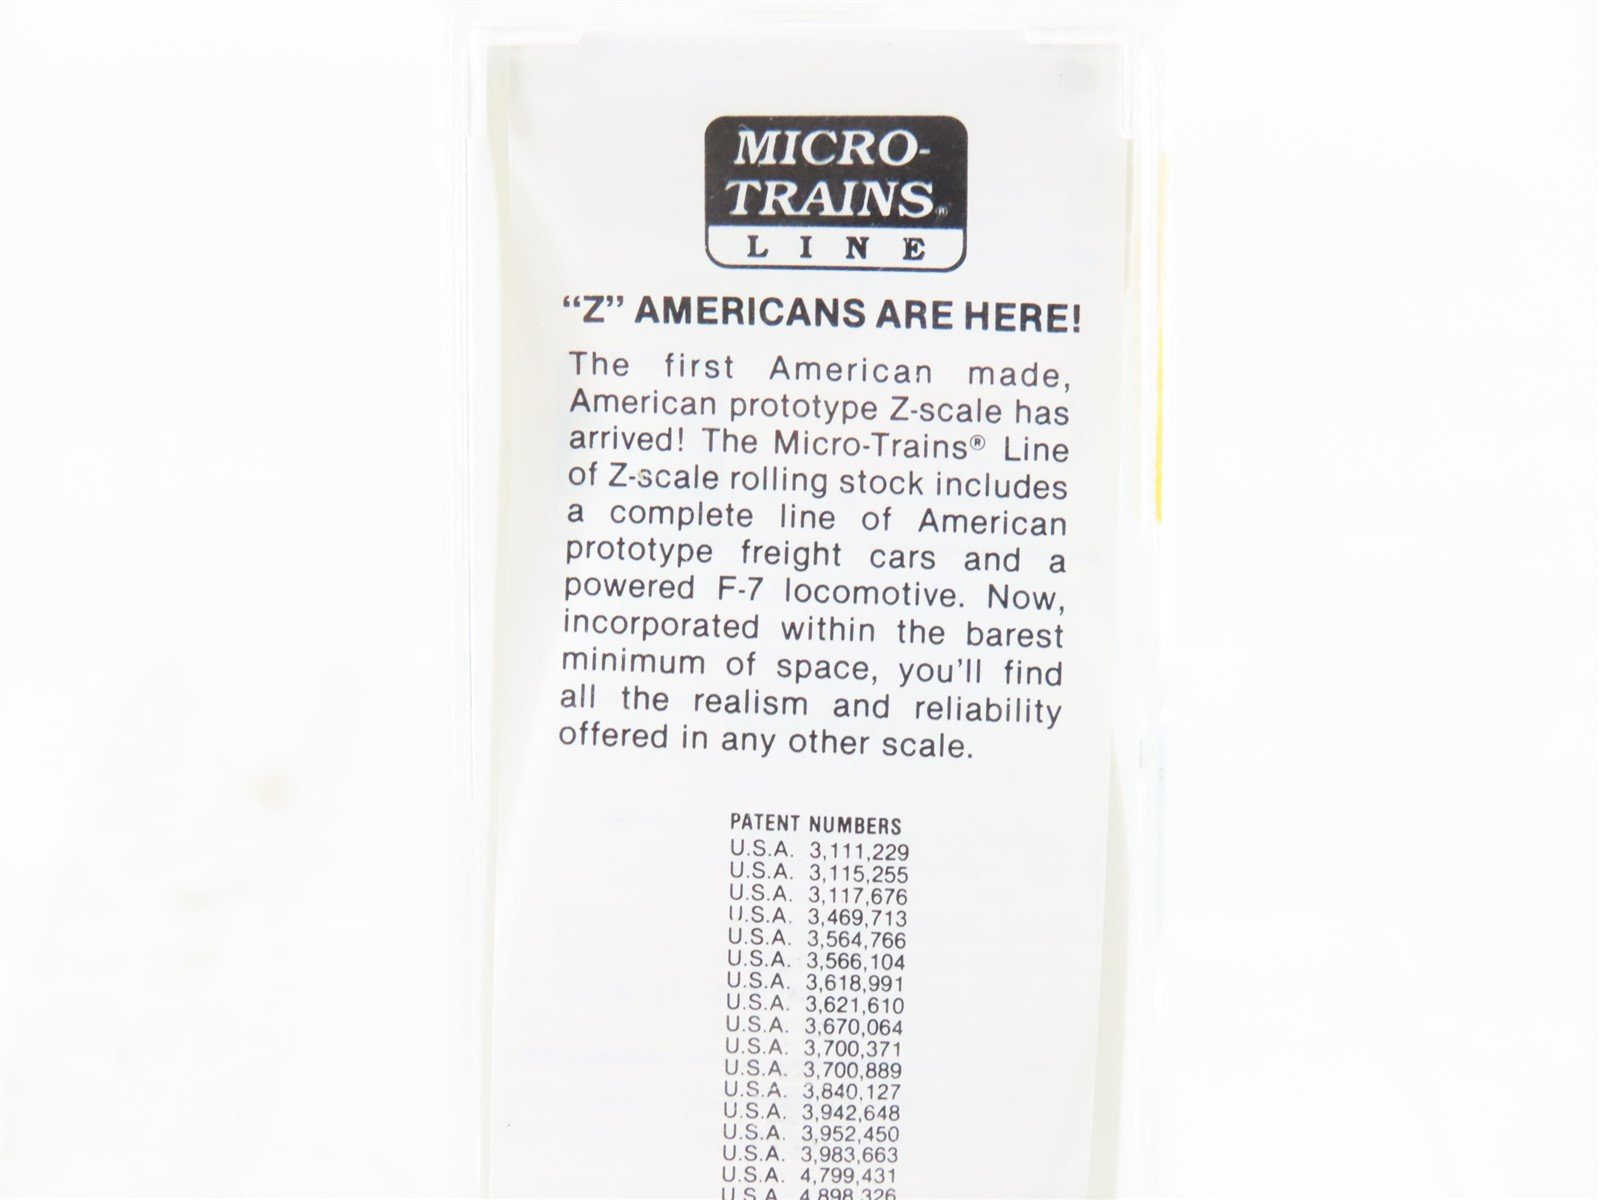 MICRO-
TRAINS®
LINE
“Z” AMERICANS ARE HERE!
The first American made,
American prototype Z-scale has
arrived! The Micro-Trains® Line
of Z-scale rolling stock includes
a complete line of American
prototype freight cars and a
powered F-7 locomotive. Now,
incorporated within the barest
minimum of space, you'll find
all the realism and reliability
offered in any other scale.
PATENT NUMBERS
U.S.A. 3,111,229
U.S.A. 3,115,255
U.S.A. 3,117,676
U.S.A. 3,469,713
U.S.A. 3,564,766
U.S.A. 3,566,104
U.S.A. 3,618,991
U.S.A. 3,621,610
U.S.A. 3,670,064
U.S.A. 3,700,371
U.S.A. 3,700,889
U.S.A. 3,840,127
U.S.A. 3,942,648
U.S.A. 3,952,450
U.S.A. 3,983,663
U.S.A. 4,799,431
U.S.A. 4,898,326